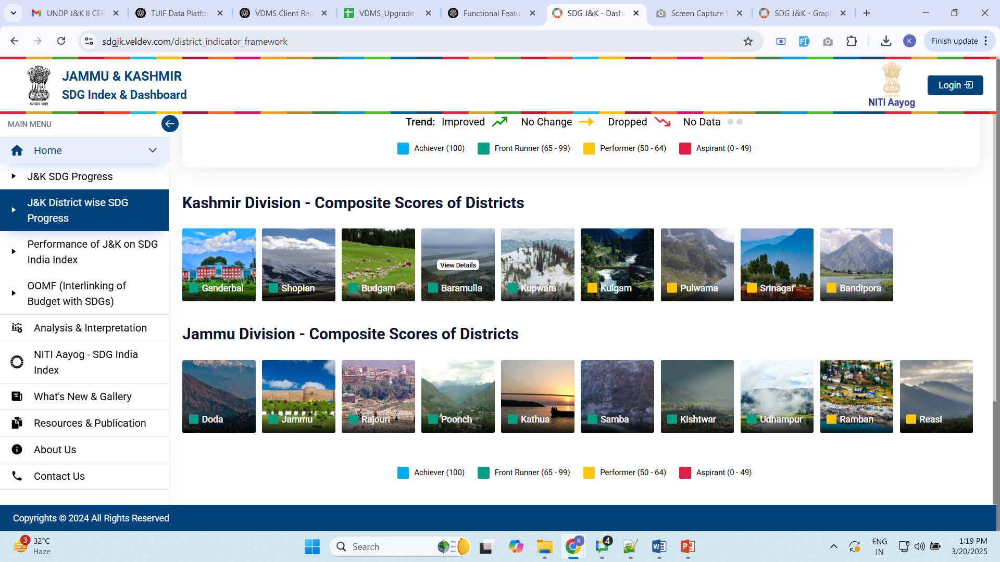 UNDP J&K II CER
TUIF Data Platfor
VDMS Client Req
VDMS_Upgrade_
Functional Featu
SDG J&K - Dash
Screen Capture F
SDG J&K - Grap
sdgjk.veldev.com/district_indicator_framework
K
Finish update
सत्यमेव जयते
JAMMU & KASHMIR
SDG Index & Dashboard
NITI Aayog
Login
MAIN MENU
Home
J&K SDG Progress
J&K District wise SDG
Progress
Performance of J&K on SDG
India Index
OOMF (Interlinking of
Budget with SDGs)
Analysis & Interpretation
NITI Aayog - SDG India
Index
What's New & Gallery
Resources & Publication
About Us
Contact Us
Trend: Improved No Change Dropped No Data
Achiever (100) Front Runner (65 - 99) Performer (50 - 64) Aspirant (0 - 49)
Kashmir Division - Composite Scores of Districts
View Details
Ganderbal Shopian Budgam Baramulla Kupwara Kulgam Pulwama Srinagar Bandipora
Jammu Division - Composite Scores of Districts
Doda Jammu Rajouri Poonch Kathua Samba Kishtwar Udhampur Ramban Reasi
Achiever (100) Front Runner (65 - 99) Performer (50 - 64) Aspirant (0 - 49)
Copyrights © 2024 All Rights Reserved
3
32°C
Haze
Search
K
4
ENG
IN
1:19 PM
3/20/2025